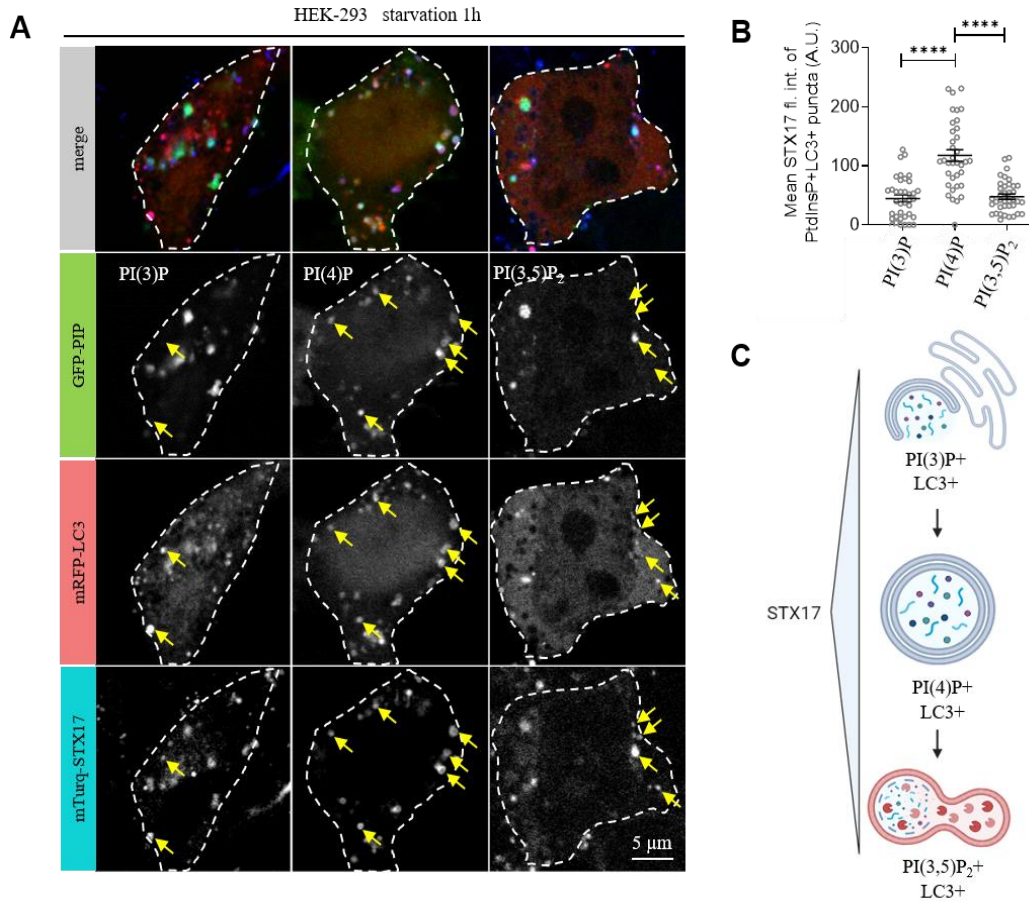 HEK-293 starvation 1h
A
merge
GFP-PIP
PI(3)P
PI(4)P
PI(3,5)P₂
mRFP-LC3
mTurq-STX17
5 µm
B
Mean STX17 fl. int. of
PtdInsP+LC3+ puncta (A.U.)
300
200
100
0
****
****
PI(3)P
PI(4)P
PI(3,5)P₂
C
STX17
PI(3)P+
LC3+
PI(4)P+
LC3+
PI(3,5)P₂+
LC3+